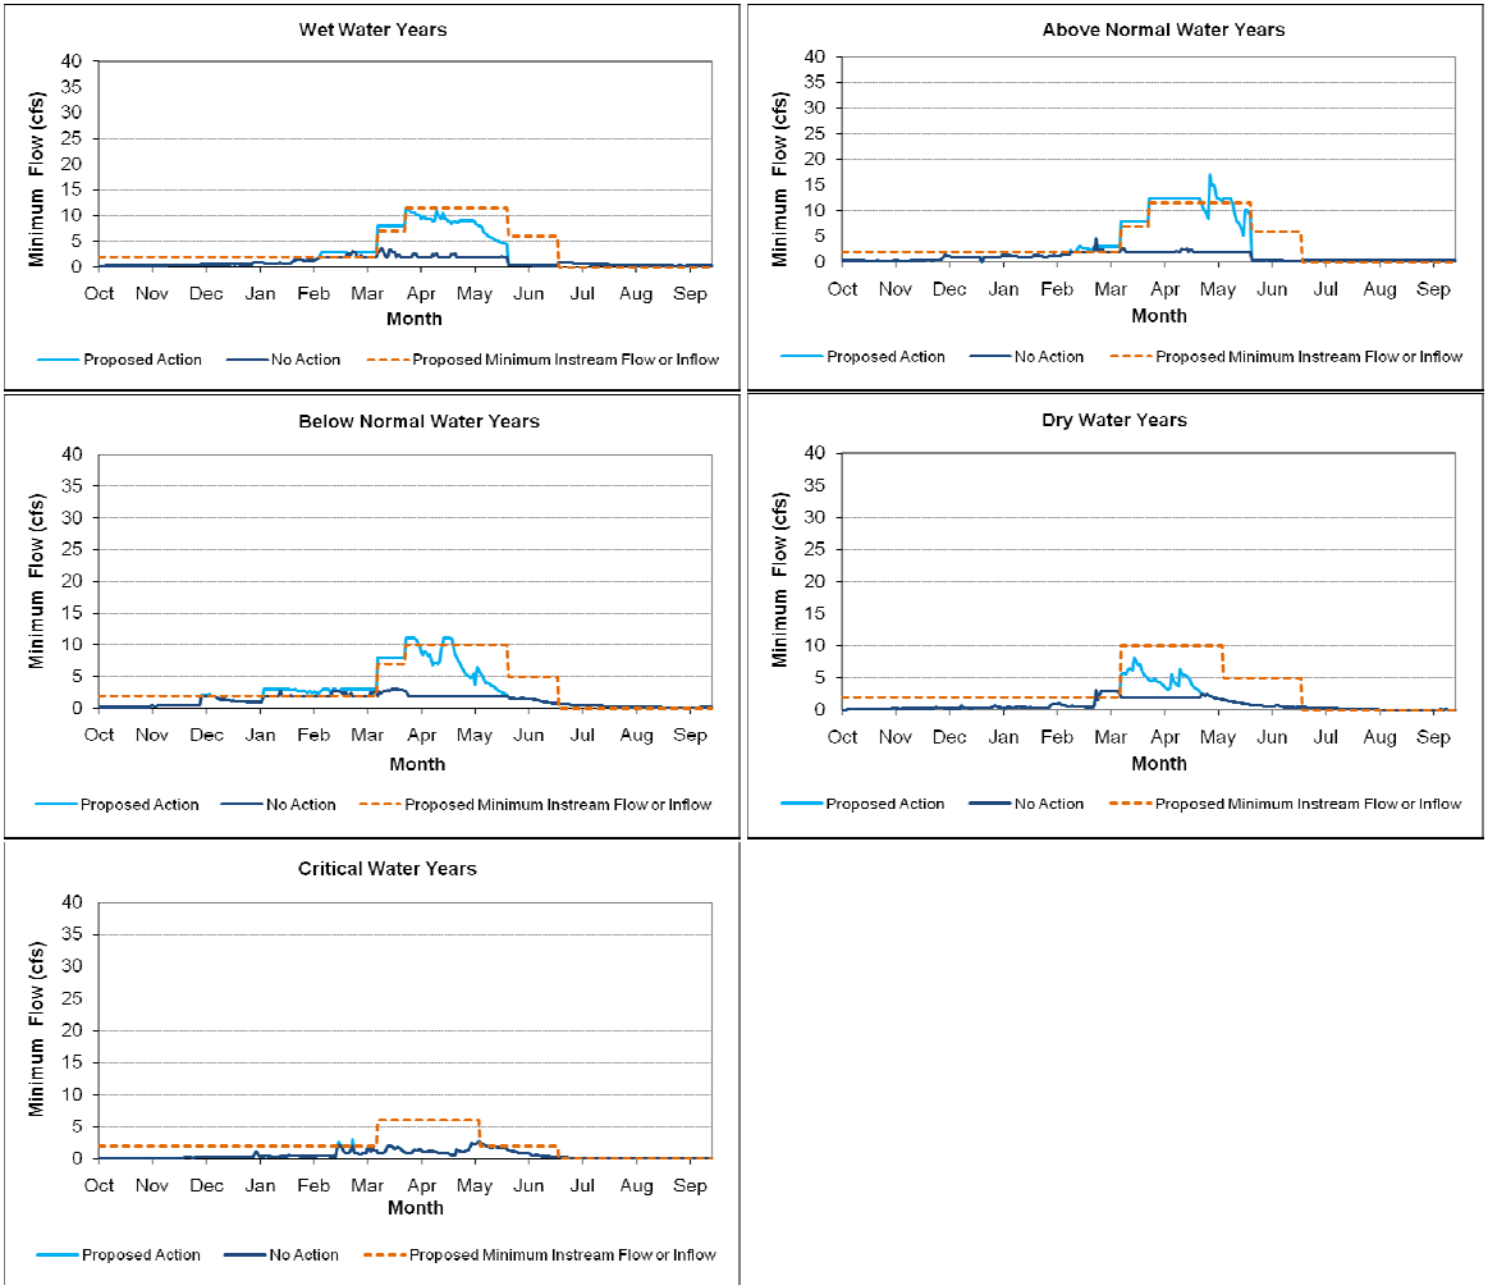 Wet Water Years
Minimum Flow (cfs)
40
35
30
25
20
15
10
5
0
Oct Nov Dec Jan Feb Mar Apr May Jun Jul Aug Sep
Month
Proposed Action No Action Proposed Minimum Instream Flow or Inflow
Above Normal Water Years
Minimum Flow (cfs)
40
35
30
25
20
15
10
5
0
Oct Nov Dec Jan Feb Mar Apr May Jun Jul Aug Sep
Month
Proposed Action No Action Proposed Minimum Instream Flow or Inflow
Below Normal Water Years
Minimum Flow (cfs)
40
35
30
25
20
15
10
5
0
Oct Nov Dec Jan Feb Mar Apr May Jun Jul Aug Sep
Month
Proposed Action No Action Proposed Minimum Instream Flow or Inflow
Dry Water Years
Minimum Flow (cfs)
40
35
30
25
20
15
10
5
0
Oct Nov Dec Jan Feb Mar Apr May Jun Jul Aug Sep
Month
Proposed Action No Action Proposed Minimum Instream Flow or Inflow
Critical Water Years
Minimum Flow (cfs)
40
35
30
25
20
15
10
5
0
Oct Nov Dec Jan Feb Mar Apr May Jun Jul Aug Sep
Month
Proposed Action No Action Proposed Minimum Instream Flow or Inflow